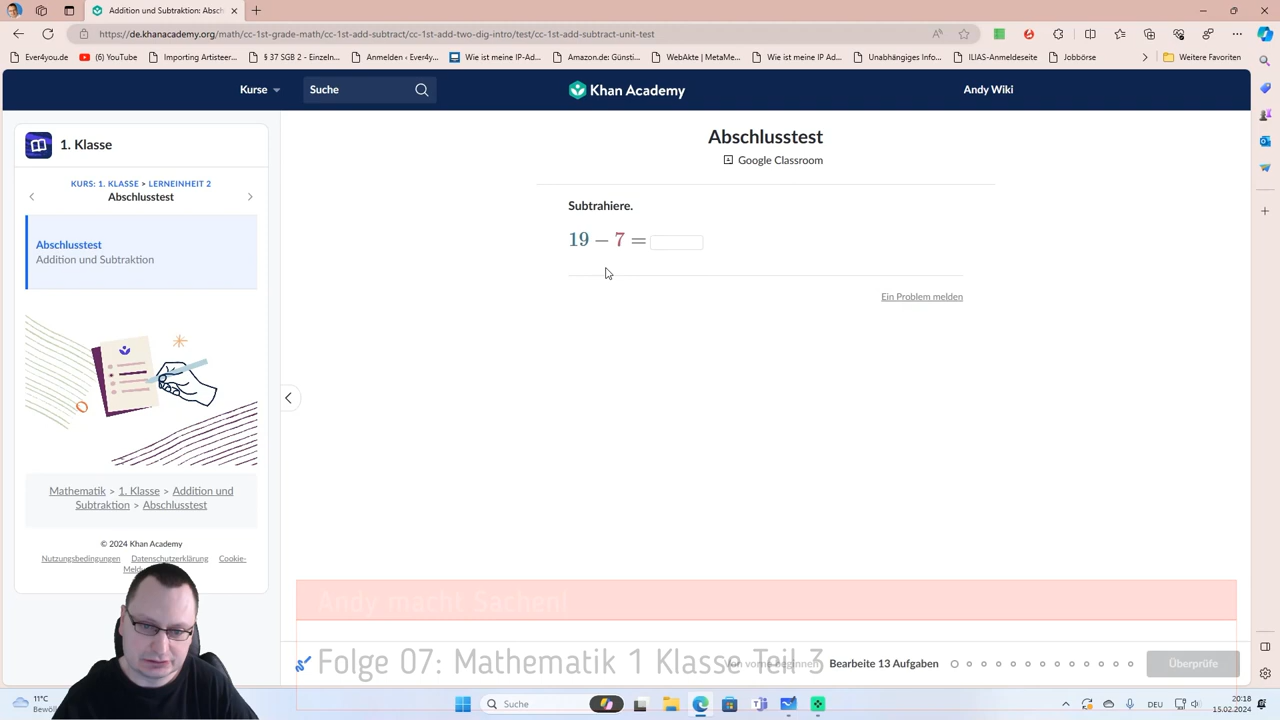 Addition und Subtraktion: Absch
https://de.khanacademy.org/math/cc-1st-grade-math/cc-1st-add-subtract/cc-1st-add-two-dig-intro/test/cc-1st-add-subtract-unit-test
Ever4you.de
(6) YouTube
Importing Artisteer...
§ 37 SGB 2 - Einzeln...
Anmelden ‹ Every4y...
Wie ist meine IP-Ad...
Amazon.de: Günsti...
WebAkte | MetaMe...
Wie ist meine IP Ad...
Unabhängiges Info...
ILIAS-Anmeldeseite
Jobbörse
Weitere Favoriten
Kurse
Suche
Khan Academy
Andy Wiki
1. Klasse
KURS: 1. KLASSE > LERNEINHEIT 2
Abschlusstest
Abschlusstest
Addition und Subtraktion
Mathematik > 1. Klasse > Addition und
Subtraktion > Abschlusstest
© 2024 Khan Academy
Nutzungsbedingungen Datenschutzerklärung Cookie-
Abschlusstest
Google Classroom
Subtrahiere.
19 − 7 =
Ein Problem melden
Andy macht Sachen!
Folge 07: Mathematik 1 Klasse Teil 3
Von vorne beginnen
Bearbeite 13 Aufgaben
Überprüfe
11°C
Suche
DEU
20:18
15.02.2024